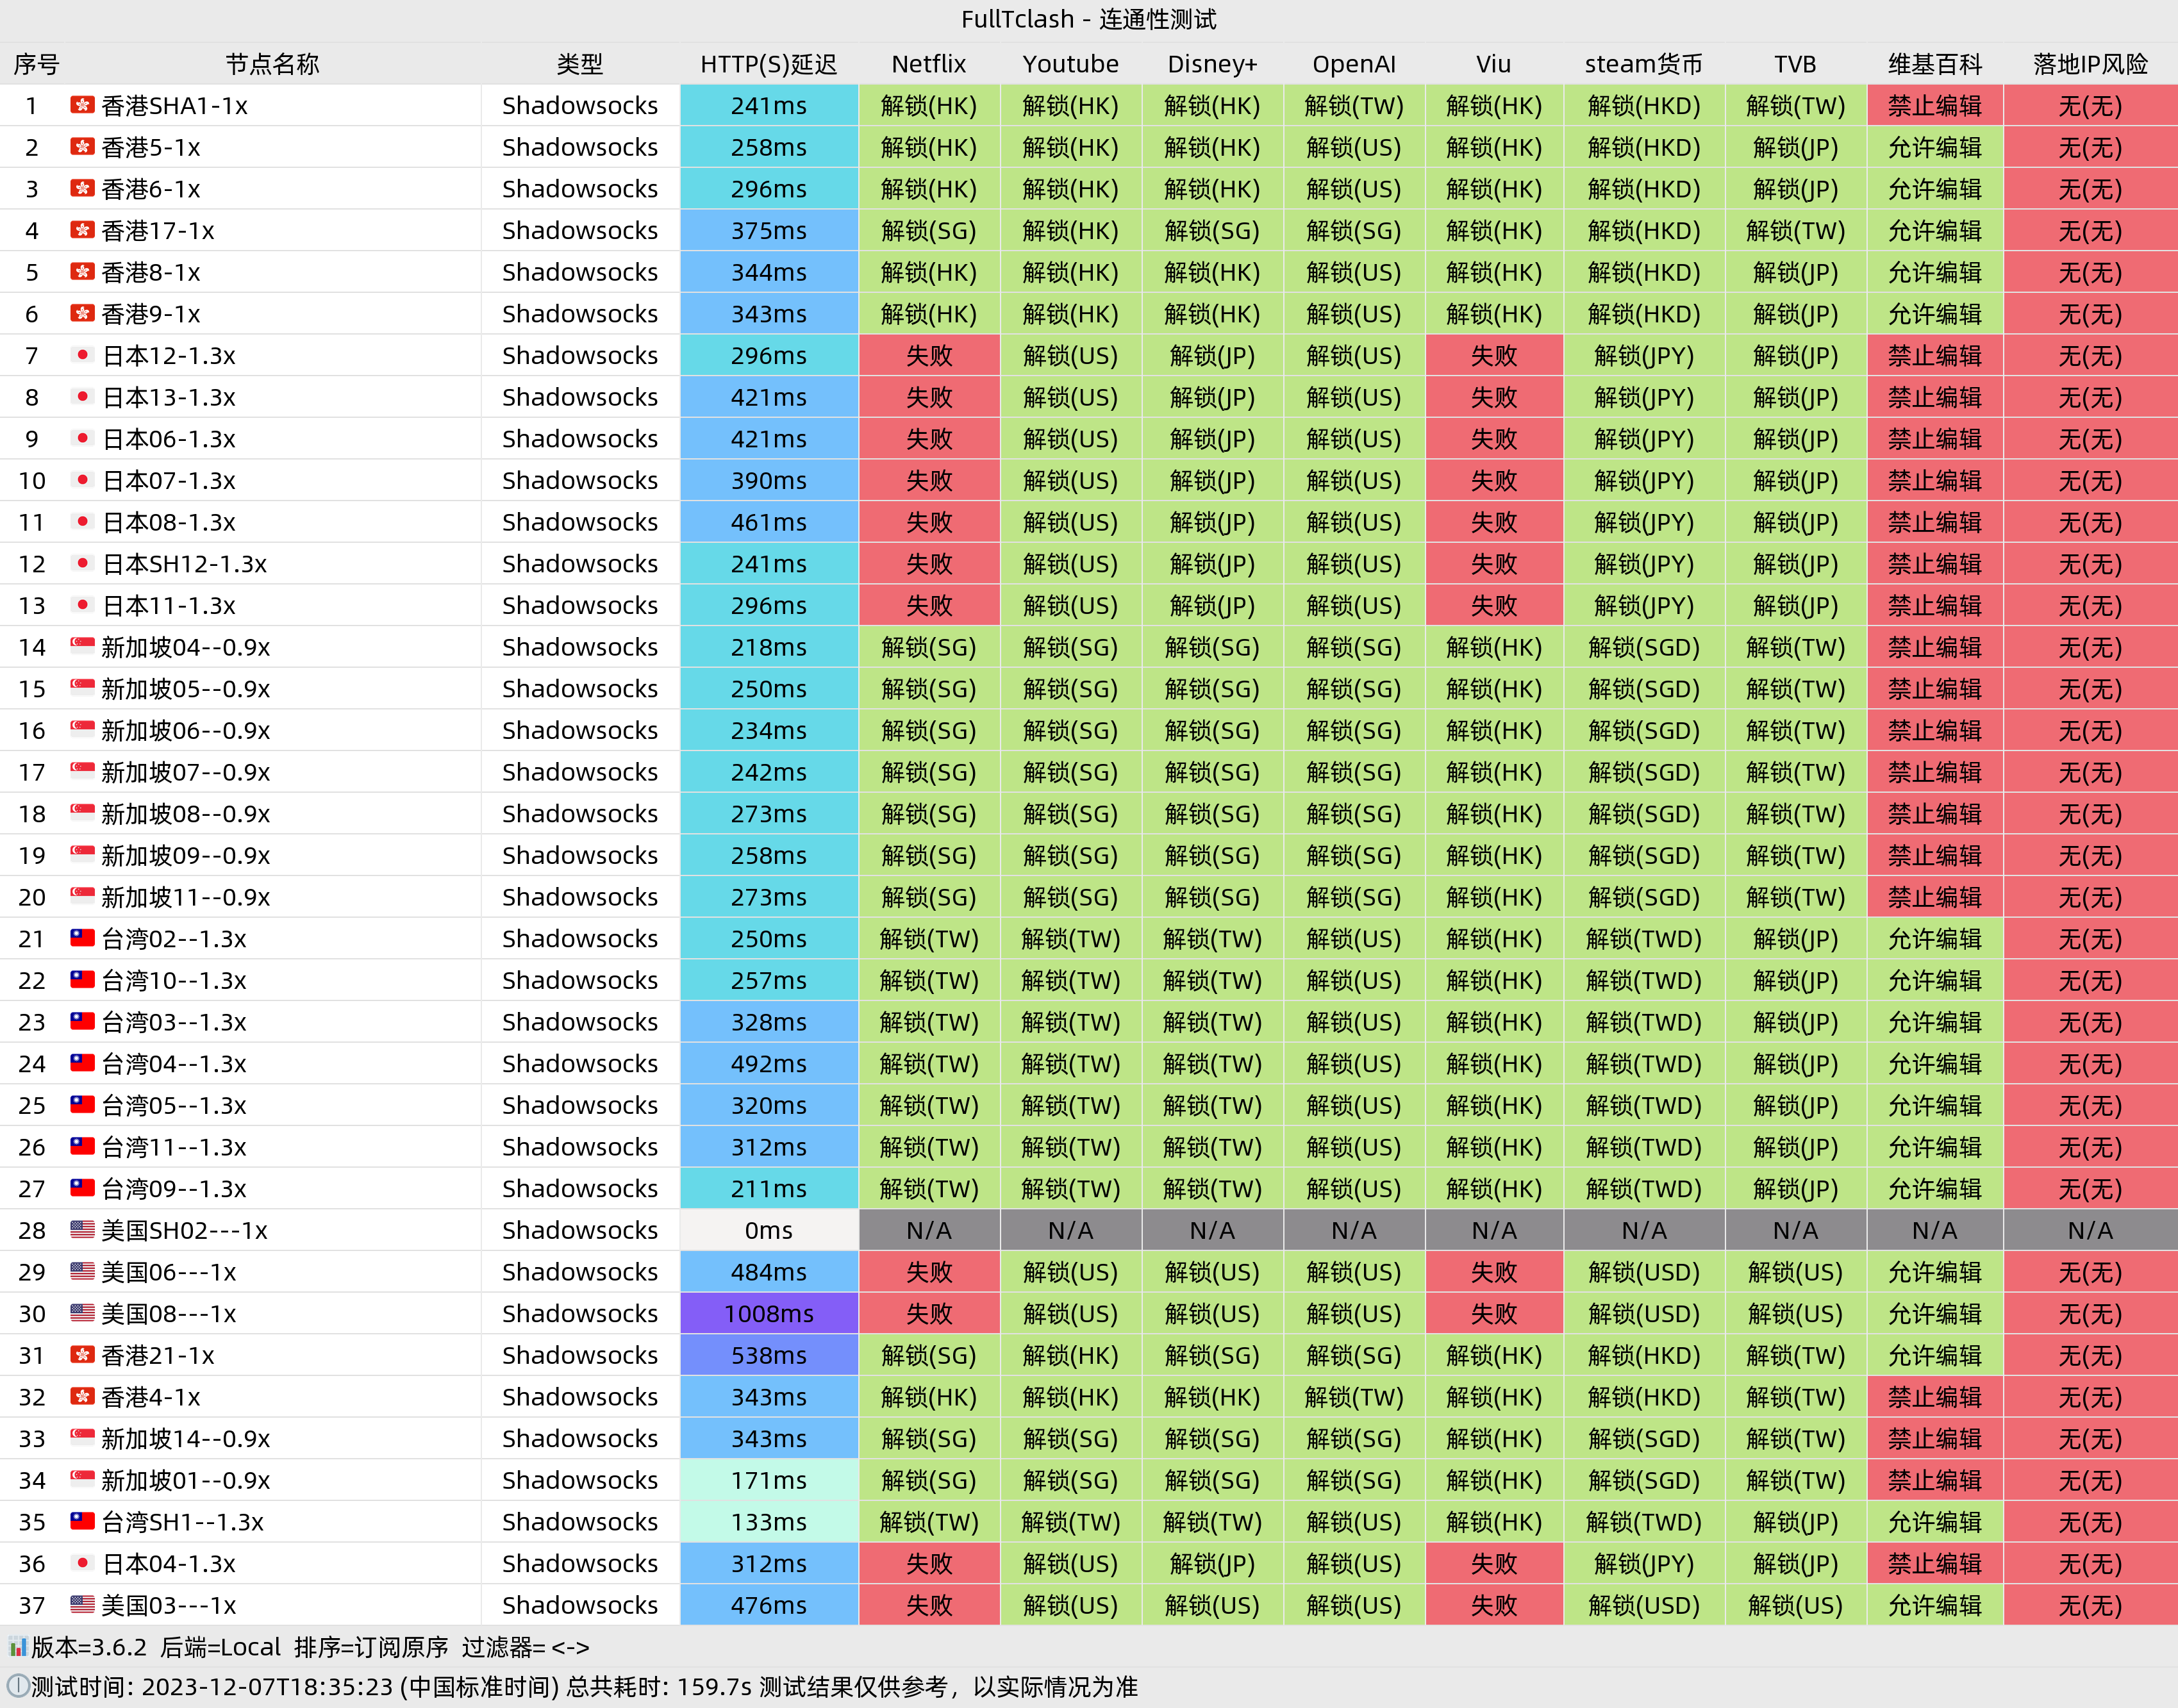 FullTclash - 连通性测试
序号 节点名称 类型 HTTP(S)延迟 Netflix Youtube Disney+ OpenAI Viu steam货币 TVB 维基百科 落地IP风险
1 香港SHA1-1x Shadowsocks 241ms 解锁(HK) 解锁(HK) 解锁(HK) 解锁(TW) 解锁(HK) 解锁(HKD) 解锁(TW) 禁止编辑 无(无)
2 香港5-1x Shadowsocks 258ms 解锁(HK) 解锁(HK) 解锁(HK) 解锁(US) 解锁(HK) 解锁(HKD) 解锁(JP) 允许编辑 无(无)
3 香港6-1x Shadowsocks 296ms 解锁(HK) 解锁(HK) 解锁(HK) 解锁(US) 解锁(HK) 解锁(HKD) 解锁(JP) 允许编辑 无(无)
4 香港17-1x Shadowsocks 375ms 解锁(SG) 解锁(HK) 解锁(SG) 解锁(SG) 解锁(HK) 解锁(HKD) 解锁(TW) 允许编辑 无(无)
5 香港8-1x Shadowsocks 344ms 解锁(HK) 解锁(HK) 解锁(HK) 解锁(US) 解锁(HK) 解锁(HKD) 解锁(JP) 允许编辑 无(无)
6 香港9-1x Shadowsocks 343ms 解锁(HK) 解锁(HK) 解锁(HK) 解锁(US) 解锁(HK) 解锁(HKD) 解锁(JP) 允许编辑 无(无)
7 日本12-1.3x Shadowsocks 296ms 失败 解锁(US) 解锁(JP) 解锁(US) 失败 解锁(JPY) 解锁(JP) 禁止编辑 无(无)
8 日本13-1.3x Shadowsocks 421ms 失败 解锁(US) 解锁(JP) 解锁(US) 失败 解锁(JPY) 解锁(JP) 禁止编辑 无(无)
9 日本06-1.3x Shadowsocks 421ms 失败 解锁(US) 解锁(JP) 解锁(US) 失败 解锁(JPY) 解锁(JP) 禁止编辑 无(无)
10 日本07-1.3x Shadowsocks 390ms 失败 解锁(US) 解锁(JP) 解锁(US) 失败 解锁(JPY) 解锁(JP) 禁止编辑 无(无)
11 日本08-1.3x Shadowsocks 461ms 失败 解锁(US) 解锁(JP) 解锁(US) 失败 解锁(JPY) 解锁(JP) 禁止编辑 无(无)
12 日本SH12-1.3x Shadowsocks 241ms 失败 解锁(US) 解锁(JP) 解锁(US) 失败 解锁(JPY) 解锁(JP) 禁止编辑 无(无)
13 日本11-1.3x Shadowsocks 296ms 失败 解锁(US) 解锁(JP) 解锁(US) 失败 解锁(JPY) 解锁(JP) 禁止编辑 无(无)
14 新加坡04--0.9x Shadowsocks 218ms 解锁(SG) 解锁(SG) 解锁(SG) 解锁(SG) 解锁(HK) 解锁(SGD) 解锁(TW) 禁止编辑 无(无)
15 新加坡05--0.9x Shadowsocks 250ms 解锁(SG) 解锁(SG) 解锁(SG) 解锁(SG) 解锁(HK) 解锁(SGD) 解锁(TW) 禁止编辑 无(无)
16 新加坡06--0.9x Shadowsocks 234ms 解锁(SG) 解锁(SG) 解锁(SG) 解锁(SG) 解锁(HK) 解锁(SGD) 解锁(TW) 禁止编辑 无(无)
17 新加坡07--0.9x Shadowsocks 242ms 解锁(SG) 解锁(SG) 解锁(SG) 解锁(SG) 解锁(HK) 解锁(SGD) 解锁(TW) 禁止编辑 无(无)
18 新加坡08--0.9x Shadowsocks 273ms 解锁(SG) 解锁(SG) 解锁(SG) 解锁(SG) 解锁(HK) 解锁(SGD) 解锁(TW) 禁止编辑 无(无)
19 新加坡09--0.9x Shadowsocks 258ms 解锁(SG) 解锁(SG) 解锁(SG) 解锁(SG) 解锁(HK) 解锁(SGD) 解锁(TW) 禁止编辑 无(无)
20 新加坡11--0.9x Shadowsocks 273ms 解锁(SG) 解锁(SG) 解锁(SG) 解锁(SG) 解锁(HK) 解锁(SGD) 解锁(TW) 禁止编辑 无(无)
21 台湾02--1.3x Shadowsocks 250ms 解锁(TW) 解锁(TW) 解锁(TW) 解锁(US) 解锁(HK) 解锁(TWD) 解锁(JP) 允许编辑 无(无)
22 台湾10--1.3x Shadowsocks 257ms 解锁(TW) 解锁(TW) 解锁(TW) 解锁(US) 解锁(HK) 解锁(TWD) 解锁(JP) 允许编辑 无(无)
23 台湾03--1.3x Shadowsocks 328ms 解锁(TW) 解锁(TW) 解锁(TW) 解锁(US) 解锁(HK) 解锁(TWD) 解锁(JP) 允许编辑 无(无)
24 台湾04--1.3x Shadowsocks 492ms 解锁(TW) 解锁(TW) 解锁(TW) 解锁(US) 解锁(HK) 解锁(TWD) 解锁(JP) 允许编辑 无(无)
25 台湾05--1.3x Shadowsocks 320ms 解锁(TW) 解锁(TW) 解锁(TW) 解锁(US) 解锁(HK) 解锁(TWD) 解锁(JP) 允许编辑 无(无)
26 台湾11--1.3x Shadowsocks 312ms 解锁(TW) 解锁(TW) 解锁(TW) 解锁(US) 解锁(HK) 解锁(TWD) 解锁(JP) 允许编辑 无(无)
27 台湾09--1.3x Shadowsocks 211ms 解锁(TW) 解锁(TW) 解锁(TW) 解锁(US) 解锁(HK) 解锁(TWD) 解锁(JP) 允许编辑 无(无)
28 美国SH02---1x Shadowsocks 0ms N/A N/A N/A N/A N/A N/A N/A N/A N/A
29 美国06---1x Shadowsocks 484ms 失败 解锁(US) 解锁(US) 解锁(US) 失败 解锁(USD) 解锁(US) 允许编辑 无(无)
30 美国08---1x Shadowsocks 1008ms 失败 解锁(US) 解锁(US) 解锁(US) 失败 解锁(USD) 解锁(US) 允许编辑 无(无)
31 香港21-1x Shadowsocks 538ms 解锁(SG) 解锁(HK) 解锁(SG) 解锁(SG) 解锁(HK) 解锁(HKD) 解锁(TW) 允许编辑 无(无)
32 香港4-1x Shadowsocks 343ms 解锁(HK) 解锁(HK) 解锁(HK) 解锁(TW) 解锁(HK) 解锁(HKD) 解锁(TW) 禁止编辑 无(无)
33 新加坡14--0.9x Shadowsocks 343ms 解锁(SG) 解锁(SG) 解锁(SG) 解锁(SG) 解锁(HK) 解锁(SGD) 解锁(TW) 禁止编辑 无(无)
34 新加坡01--0.9x Shadowsocks 171ms 解锁(SG) 解锁(SG) 解锁(SG) 解锁(SG) 解锁(HK) 解锁(SGD) 解锁(TW) 禁止编辑 无(无)
35 台湾SH1--1.3x Shadowsocks 133ms 解锁(TW) 解锁(TW) 解锁(TW) 解锁(US) 解锁(HK) 解锁(TWD) 解锁(JP) 允许编辑 无(无)
36 日本04-1.3x Shadowsocks 312ms 失败 解锁(US) 解锁(JP) 解锁(US) 失败 解锁(JPY) 解锁(JP) 禁止编辑 无(无)
37 美国03---1x Shadowsocks 476ms 失败 解锁(US) 解锁(US) 解锁(US) 失败 解锁(USD) 解锁(US) 允许编辑 无(无)
版本=3.6.2 后端=Local 排序=订阅原序 过滤器= <->
测试时间: 2023-12-07T18:35:23 (中国标准时间) 总共耗时: 159.7s 测试结果仅供参考，以实际情况为准